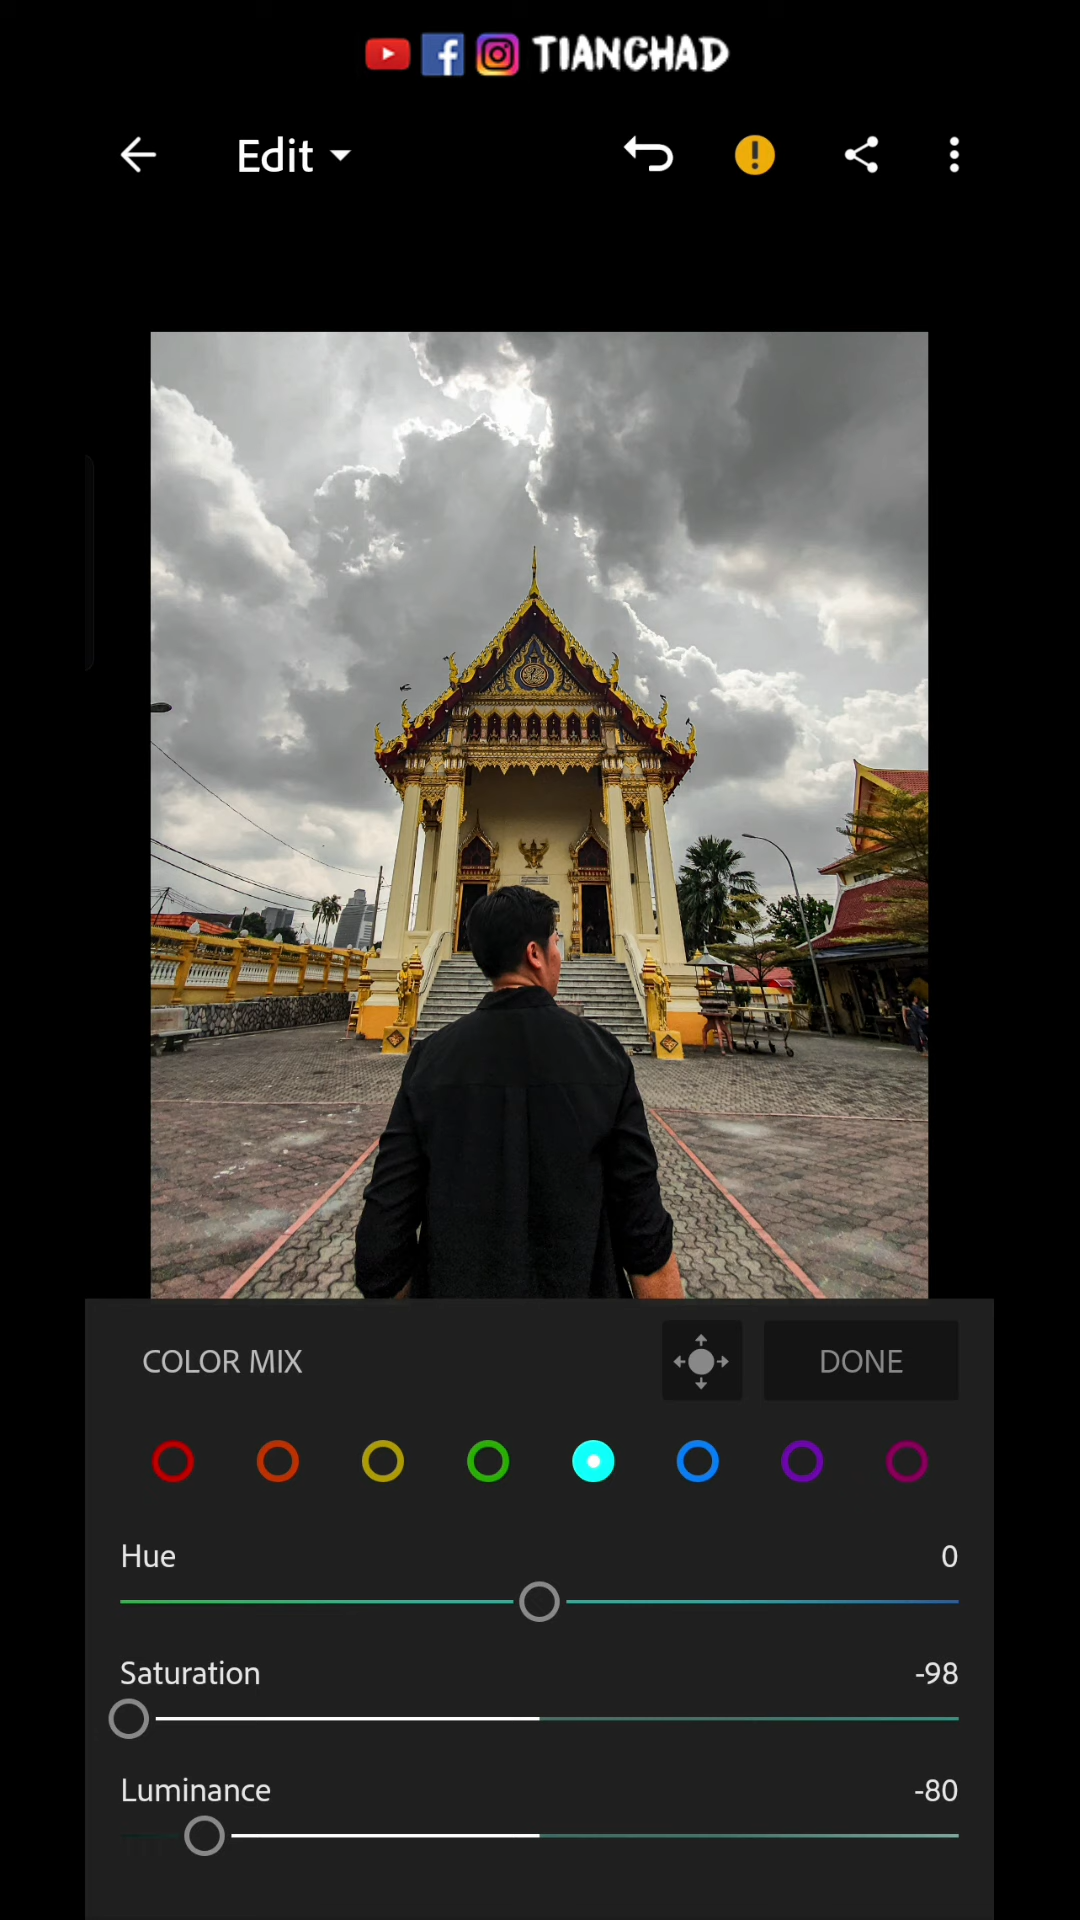 TIANCHAD
Edit
COLOR MIX
DONE
Hue
0
Saturation
-98
Luminance
-80